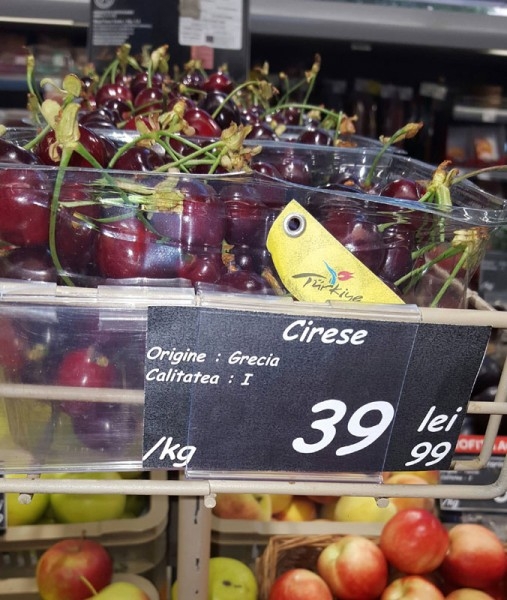 Türkiye
Cirese
Origine : Grecia
Calitatea : I
39 lei
99
/kg